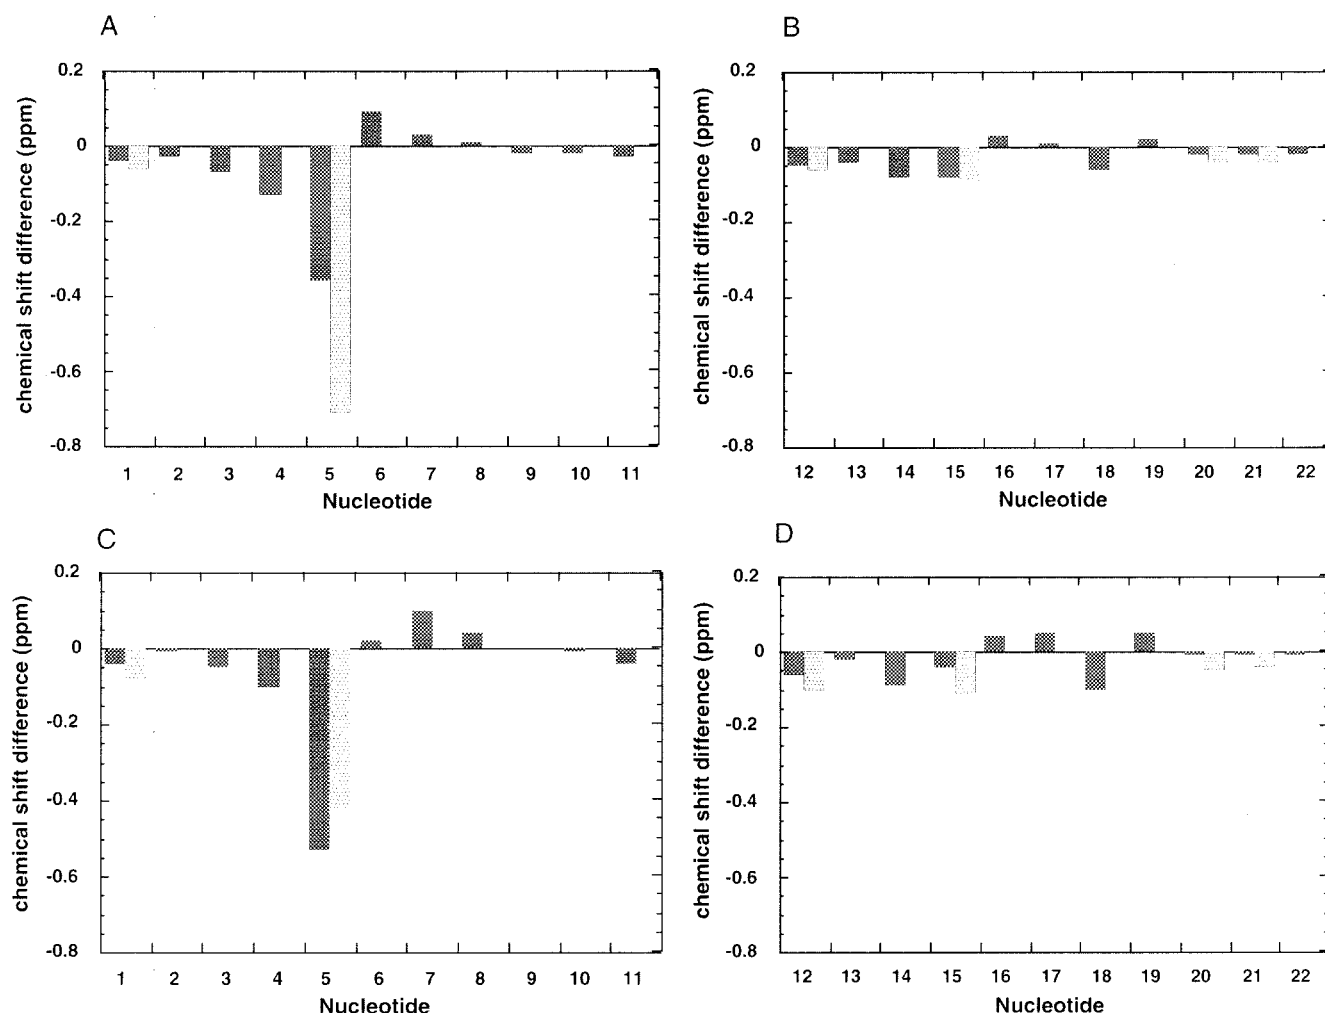 A
0.2
0
-0.2
-0.4
-0.6
-0.8
chemical shift difference (ppm)
1 2 3 4 5 6 7 8 9 10 11
Nucleotide
B
0.2
0
-0.2
-0.4
-0.6
-0.8
chemical shift difference (ppm)
12 13 14 15 16 17 18 19 20 21 22
Nucleotide
C
0.2
0
-0.2
-0.4
-0.6
-0.8
chemical shift difference (ppm)
1 2 3 4 5 6 7 8 9 10 11
Nucleotide
D
0.2
0
-0.2
-0.4
-0.6
-0.8
chemical shift difference (ppm)
12 13 14 15 16 17 18 19 20 21 22
Nucleotide